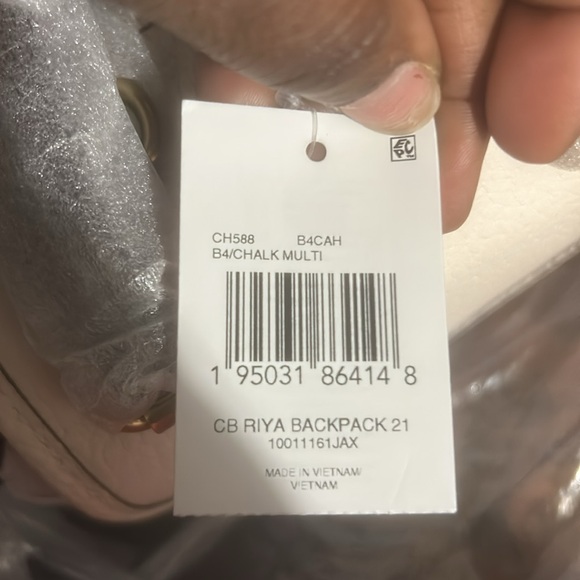 EPC
CH588 B4CAH
B4/CHALK MULTI
1 95031 86414 8
CB RIYA BACKPACK 21
10011161JAX
MADE IN VIETNAM/
VIETNAM